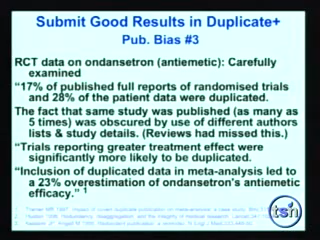 Submit Good Results in Duplicate+
Pub. Bias #3
RCT data on ondansetron (antiemetic): Carefully
examined
“17% of published full reports of randomised trials
and 28% of the patient data were duplicated.
The fact that same study was published (as many as
5 times) was obscured by use of different authors
lists & study details. (Reviews had missed this.)
“Trials reporting greater treatment effect were
significantly more likely to be duplicated.
“Inclusion of duplicated data in meta-analysis led to
a 23% overestimation of ondansetron's antiemetic
efficacy.” 1
tsn